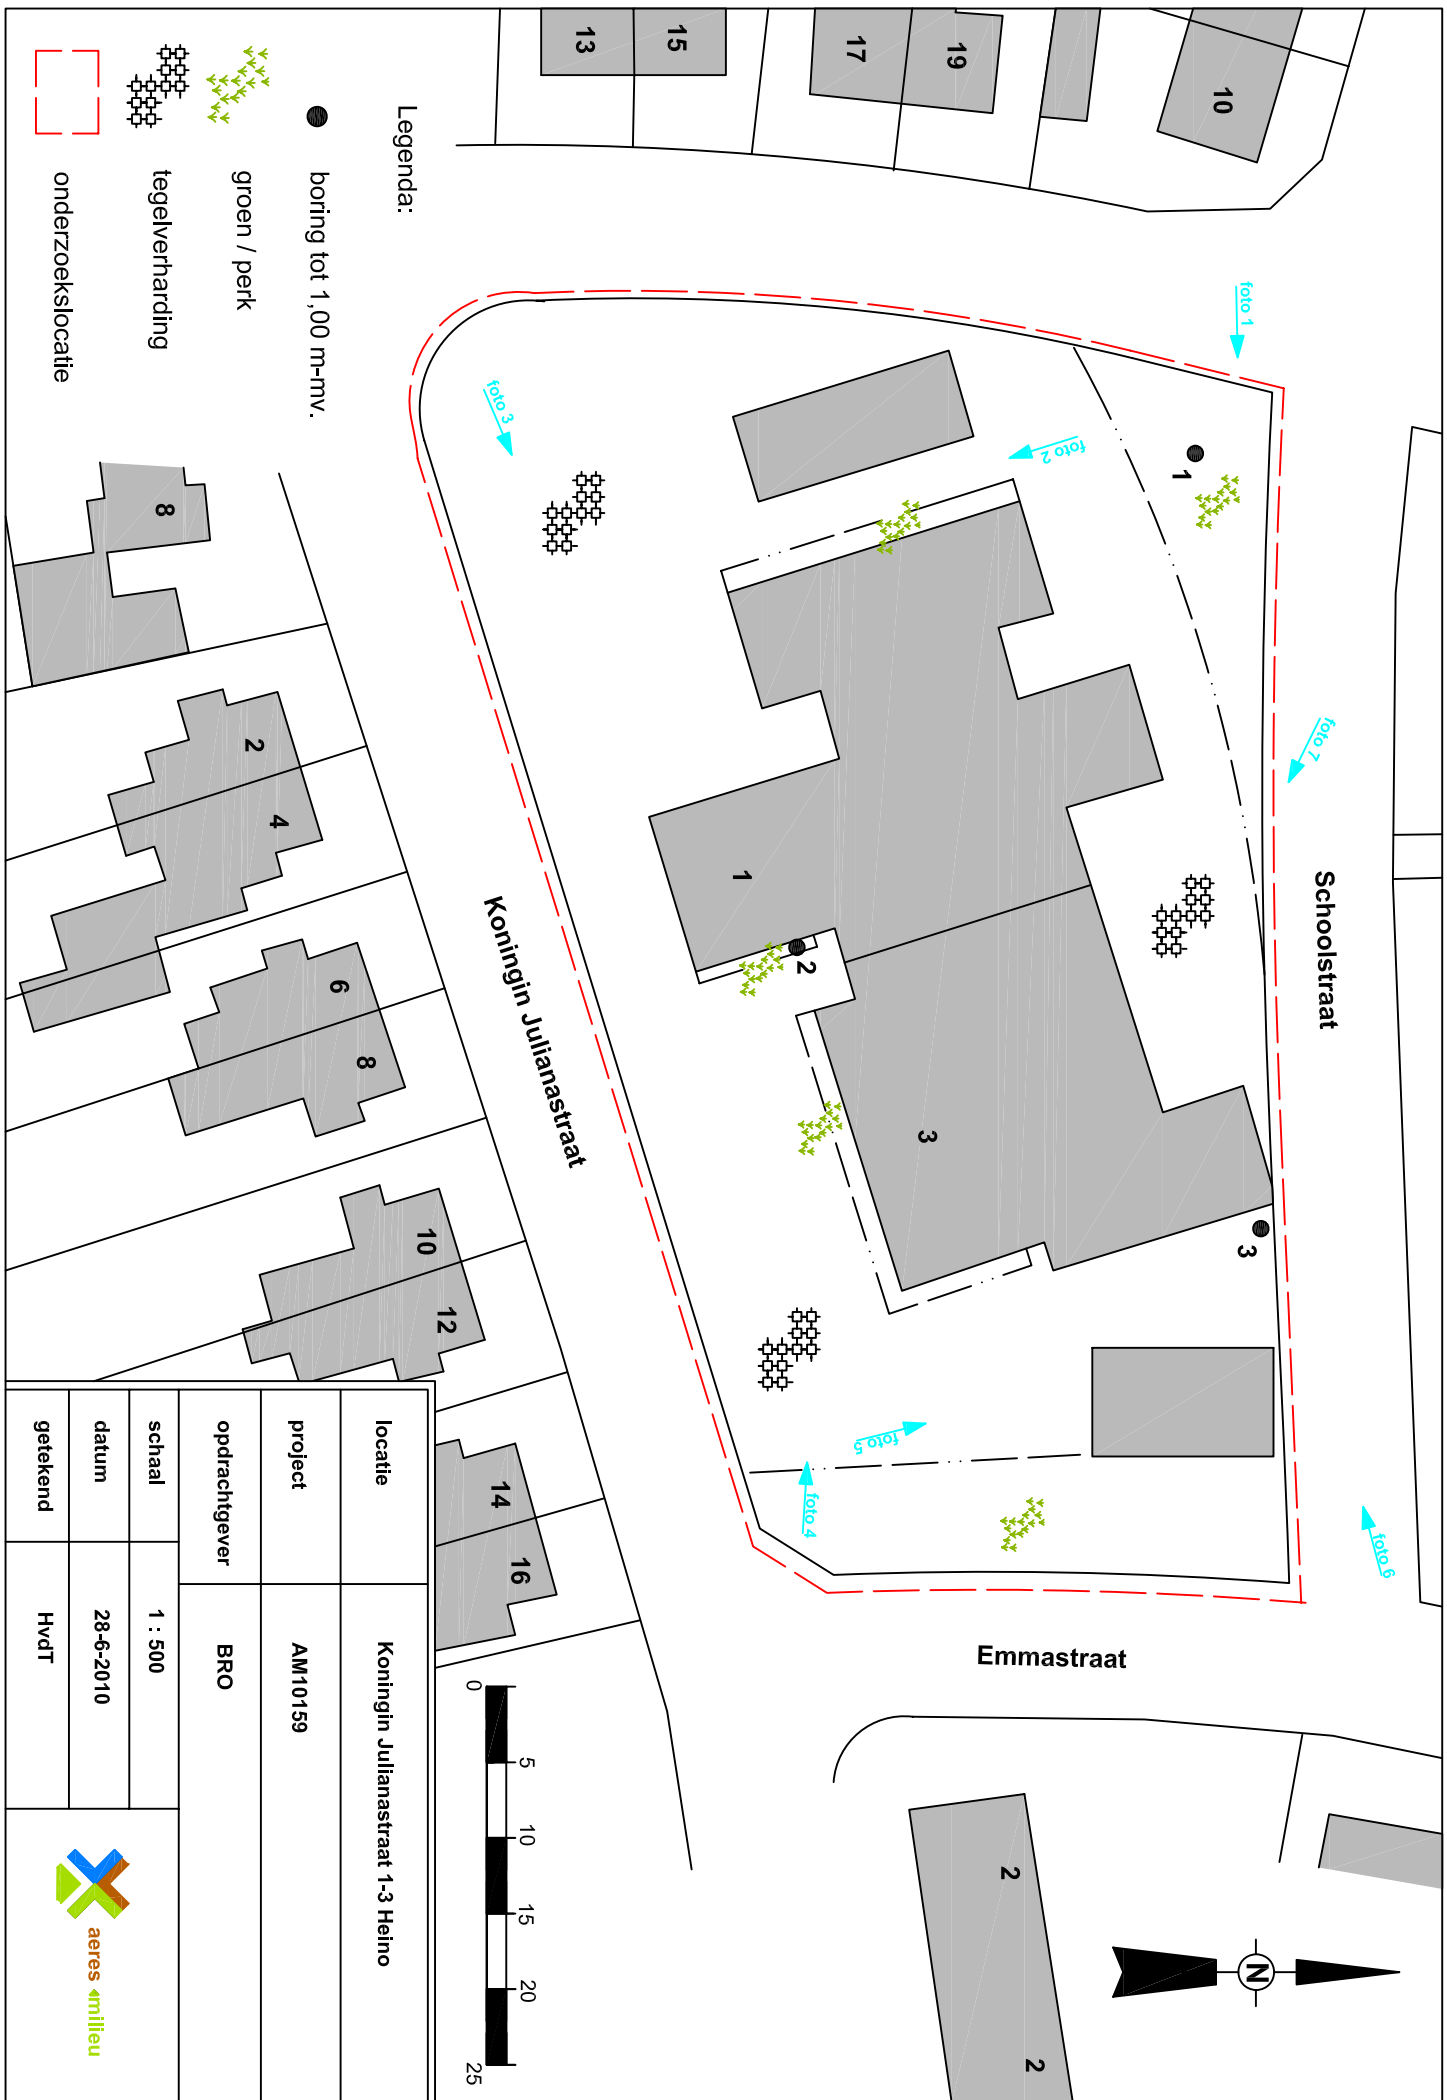 10
19
17
15
13
foto 1
foto 2
foto 3
1
foto 7
Schoolstraat
1
2
3
3
Koningin Julianastraat
foto 5
foto 4
foto 6
Emmastraat
8
2
4
6
8
10
12
14
16
2
2
N
Legenda:
boring tot 1,00 m-mv.
groen / perk
tegelverharding
onderzoekslocatie
0 5 10 15 20 25
locatie Koningin Julianastraat 1-3 Heino
project AM10159
opdrachtgever BRO
schaal 1 : 500
datum 28-6-2010
getekend HvdT
aeres milieu